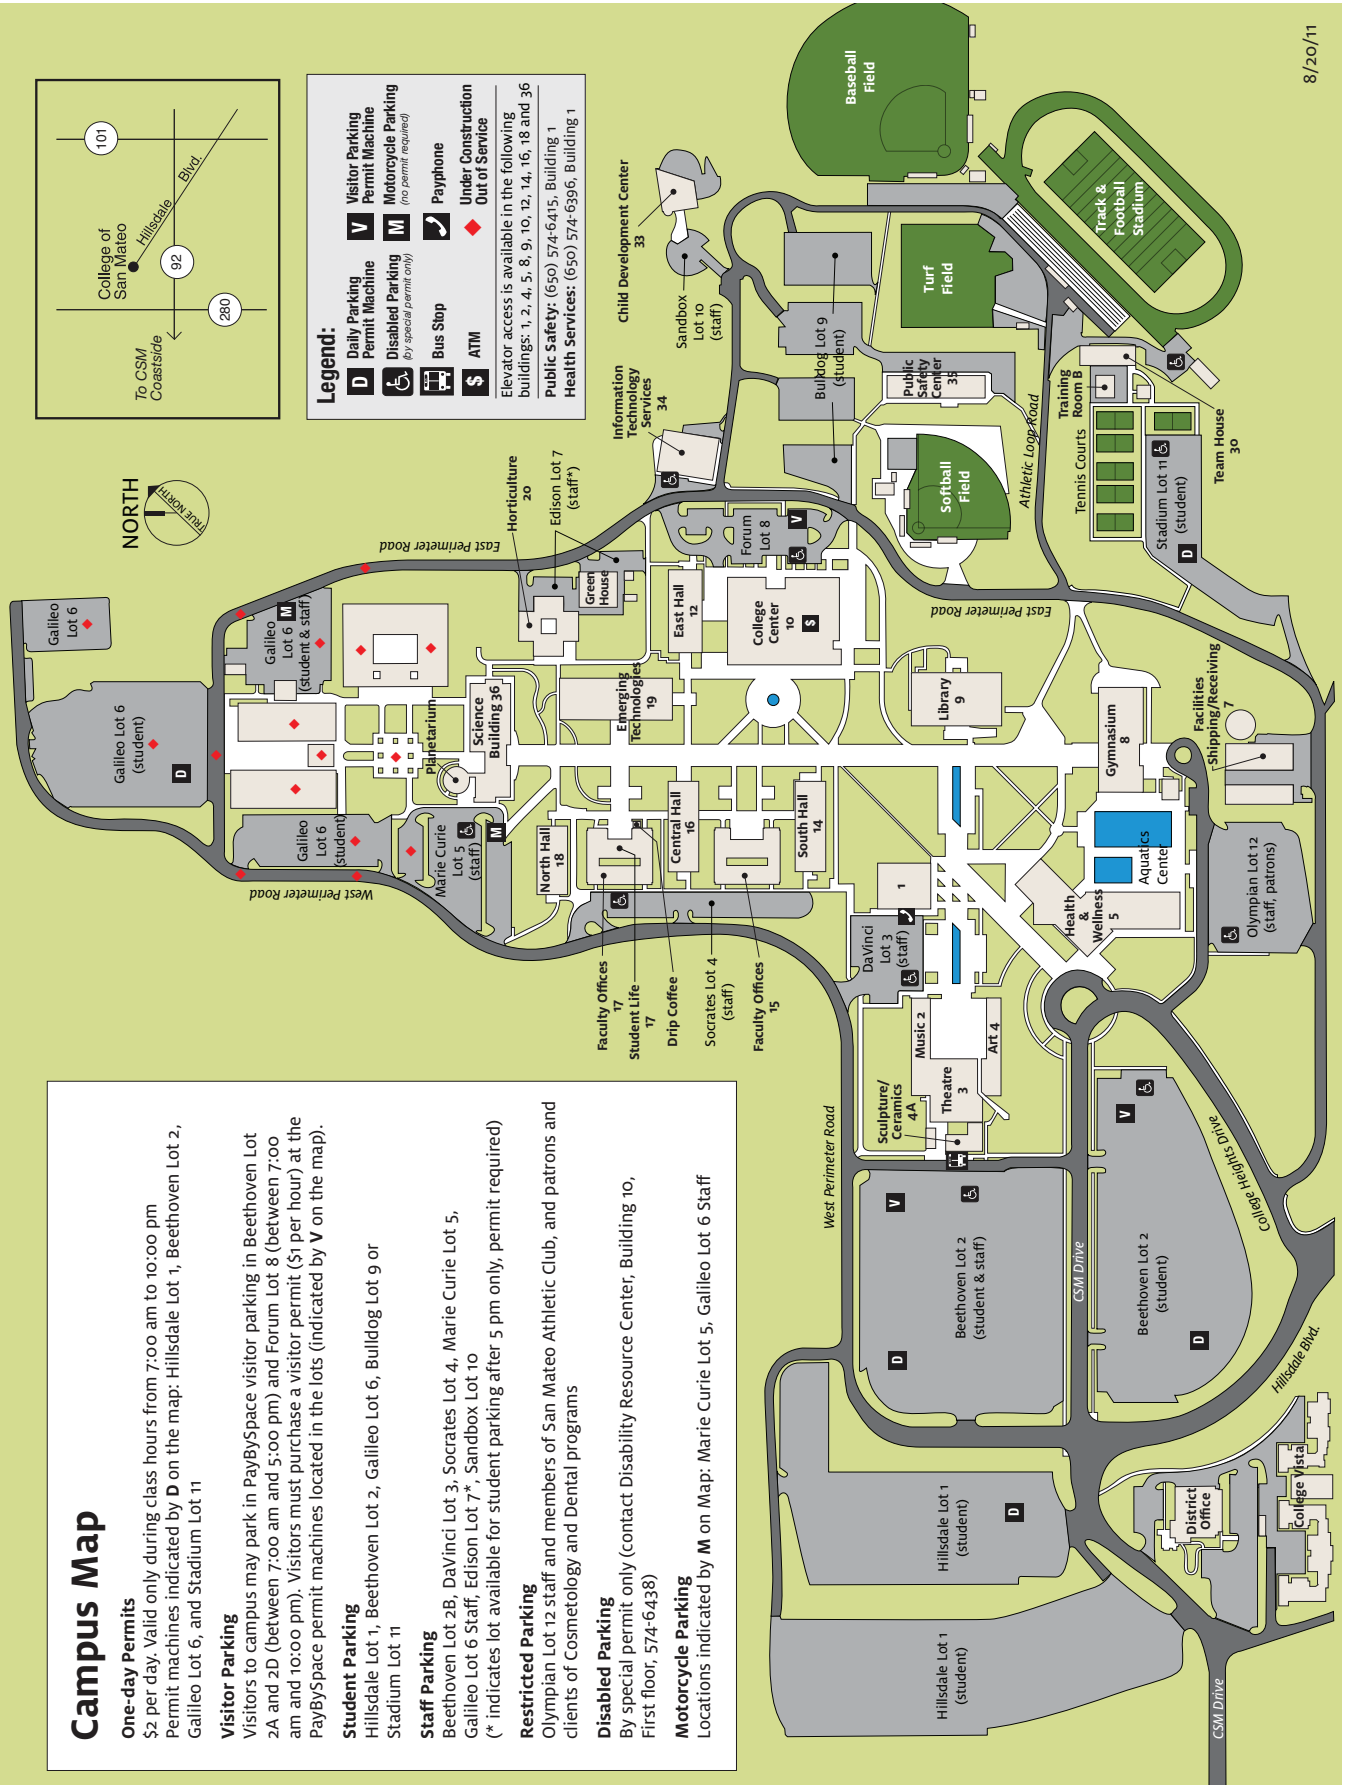 Campus Map
One-day Permits
$2 per day. Valid only during class hours from 7:00 am to 10:00 pm
Permit machines indicated by D on the map: Hillsdale Lot 1, Beethoven Lot 2,
Galileo Lot 6, and Stadium Lot 11
Visitor Parking
Visitors to campus may park in PayBySpace visitor parking in Beethoven Lot
2A and 2D (between 7:00 am and 5:00 pm) and Forum Lot 8 (between 7:00
am and 10:00 pm). Visitors must purchase a visitor permit ($1 per hour) at the
PayBySpace permit machines located in the lots (indicated by V on the map).
Student Parking
Hillsdale Lot 1, Beethoven Lot 2, Galileo Lot 6, Bulldog Lot 9 or
Stadium Lot 11
Staff Parking
Beethoven Lot 2B, DaVinci Lot 3, Socrates Lot 4, Marie Curie Lot 5,
Galileo Lot 6 Staff, Edison Lot 7*, Sandbox Lot 10
(* indicates lot available for student parking after 5 pm only, permit required)
Restricted Parking
Olympian Lot 12 staff and members of San Mateo Athletic Club, and patrons and
clients of Cosmetology and Dental programs
Disabled Parking
By special permit only (contact Disability Resource Center, Building 10,
First floor, 574-6438)
Motorcycle Parking
Locations indicated by M on Map: Marie Curie Lot 5, Galileo Lot 6 Staff
To CSM
Coastside
College of
San Mateo
Hillsdale
Blvd.
101
92
280
NORTH
TRUE NORTH
Legend:
D
Daily Parking
Permit Machine
V
Visitor Parking
Permit Machine
Disabled Parking
(by special permit only)
M
Motorcycle Parking
(no permit required)
Bus Stop
Payphone
$
ATM
Under Construction
Out of Service
Elevator access is available in the following
buildings: 1, 2, 4, 5, 8, 9, 10, 12, 14, 16, 18 and 36
Public Safety: (650) 574-6415, Building 1
Health Services: (650) 574-6396, Building 1
Galileo
Lot 6
Galileo Lot 6
(student)
D
Galileo
Lot 6
(student & staff)
M
Galileo
Lot 6
(student)
West Perimeter Road
East Perimeter Road
Marie Curie
Lot 5
(staff)
M
Planetarium
Science
Building 36
Horticulture
20
Edison Lot 7
(staff*)
Green
House
North Hall
18
Emerging
Technologies
19
East Hall
12
Information
Technology
Services
34
Child Development Center
33
Sandbox
Lot 10
(staff)
Faculty Offices
17
Student Life
17
Drip Coffee
Socrates Lot 4
(staff)
Faculty Offices
15
Central Hall
16
South Hall
14
College
Center
10
$
Forum
Lot 8
V
Bulldog Lot 9
(student)
Baseball
Field
West Perimeter Road
DaVinci
Lot 3
(staff)
1
Library
9
East Perimeter Road
Softball
Field
Public
Safety
Center
35
Turf
Field
Sculpture/
Ceramics
4A
Music 2
Theatre
3
Art 4
Athletic Loop Road
East Perimeter Road
Tennis Courts
Training
Room B
Track &
Football
Stadium
Health
&
Wellness
5
Aquatics
Center
Gymnasium
8
Stadium Lot 11
(student)
D
Team House
30
Facilities
Shipping/Receiving
7
Olympian Lot 12
(staff, patrons)
V
Beethoven Lot 2
(student & staff)
D
CSM Drive
V
Beethoven Lot 2
(student)
D
College Heights Drive
Hillsdale Blvd.
Hillsdale Lot 1
(student)
D
Hillsdale Lot 1
(student)
District
Office
College Vista
CSM Drive
8/20/11